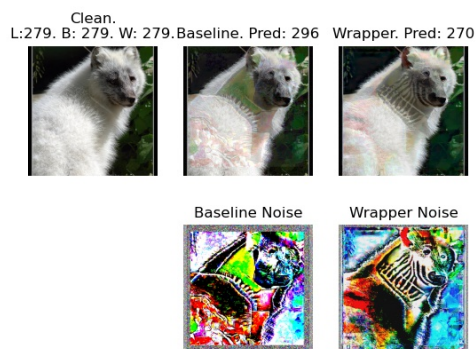 Clean.
L:279. B: 279. W: 279. Baseline. Pred: 296 Wrapper. Pred: 270
Baseline Noise Wrapper Noise